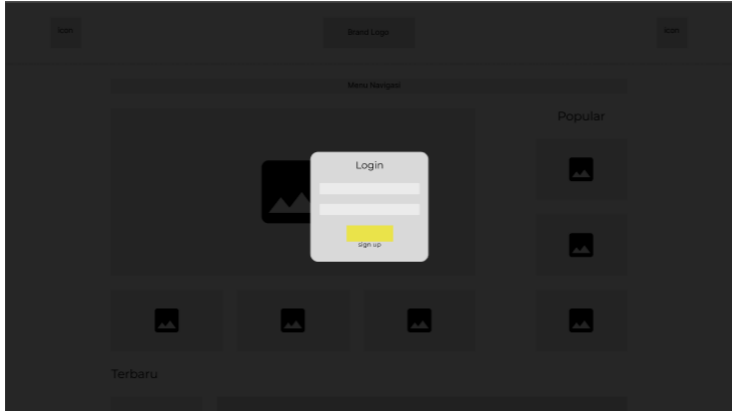 Icon
Brand Logo
Icon
Menu Navigasi
Popular
Login
sign up
Terbaru